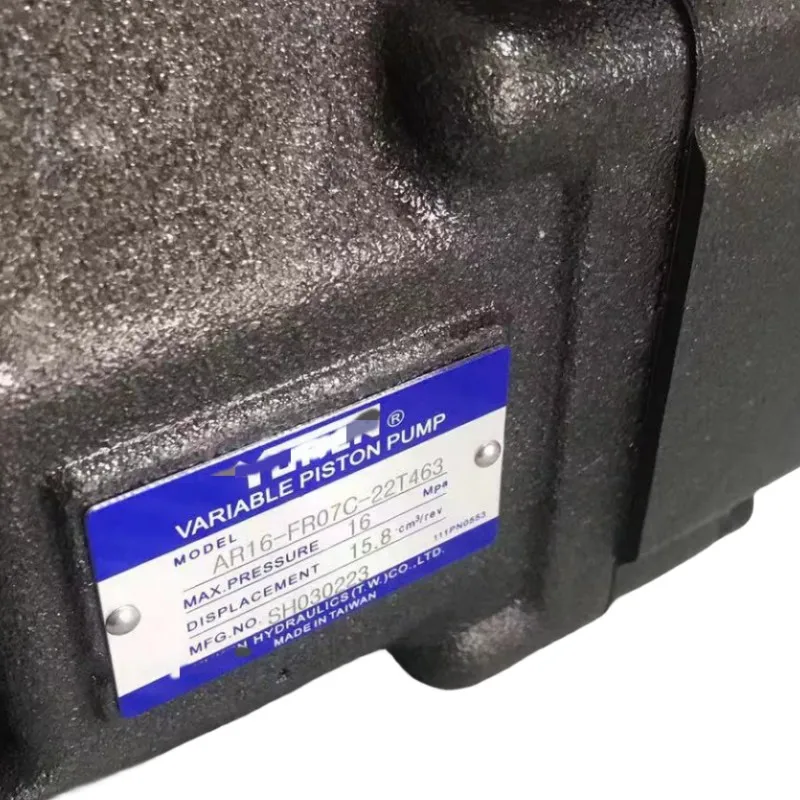 ®
VARIABLE PISTON PUMP
MODEL AR16-FR07C-22T463
MAX.PRESSURE 16 Mpa
DISPLACEMENT 15.8 cm³/rev
MFG.NO. SH030223 111PN0553
HYDRAULICS(T.W.)CO.,LTD.
MADE IN TAIWAN